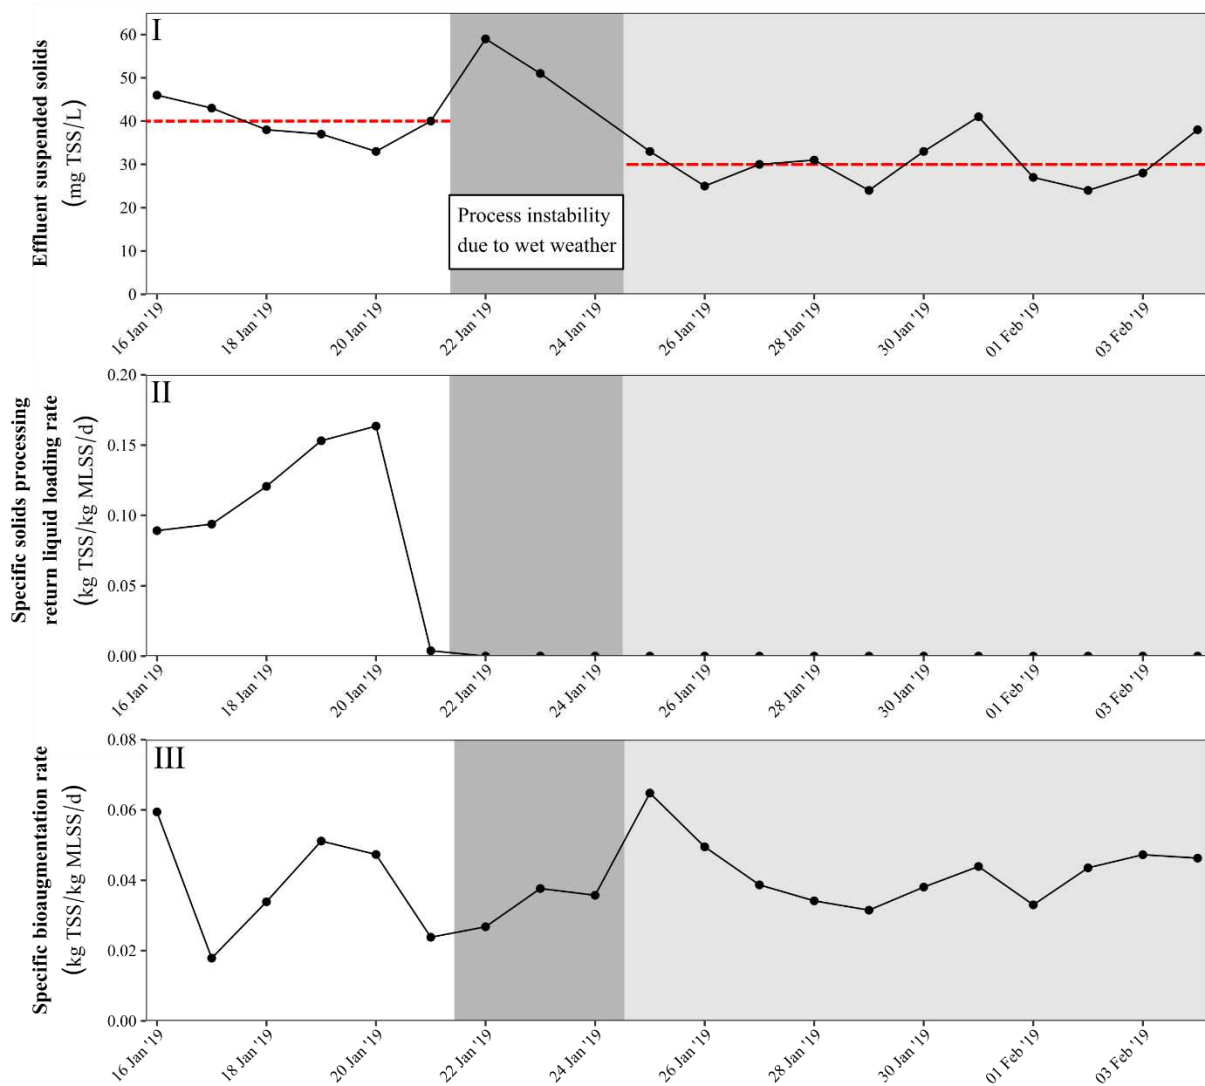 I
Effluent suspended solids
(mg TSS/L)
60
50
40
30
20
10
0
Process instability
due to wet weather
16 Jan '19
18 Jan '19
20 Jan '19
22 Jan '19
24 Jan '19
26 Jan '19
28 Jan '19
30 Jan '19
01 Feb '19
03 Feb '19
II
Specific solids processing
return liquid loading rate
(kg TSS/kg MLSS/d)
0.20
0.15
0.10
0.05
0.00
16 Jan '19
18 Jan '19
20 Jan '19
22 Jan '19
24 Jan '19
26 Jan '19
28 Jan '19
30 Jan '19
01 Feb '19
03 Feb '19
III
Specific bioaugmentation rate
(kg TSS/kg MLSS/d)
0.08
0.06
0.04
0.02
0.00
16 Jan '19
18 Jan '19
20 Jan '19
22 Jan '19
24 Jan '19
26 Jan '19
28 Jan '19
30 Jan '19
01 Feb '19
03 Feb '19